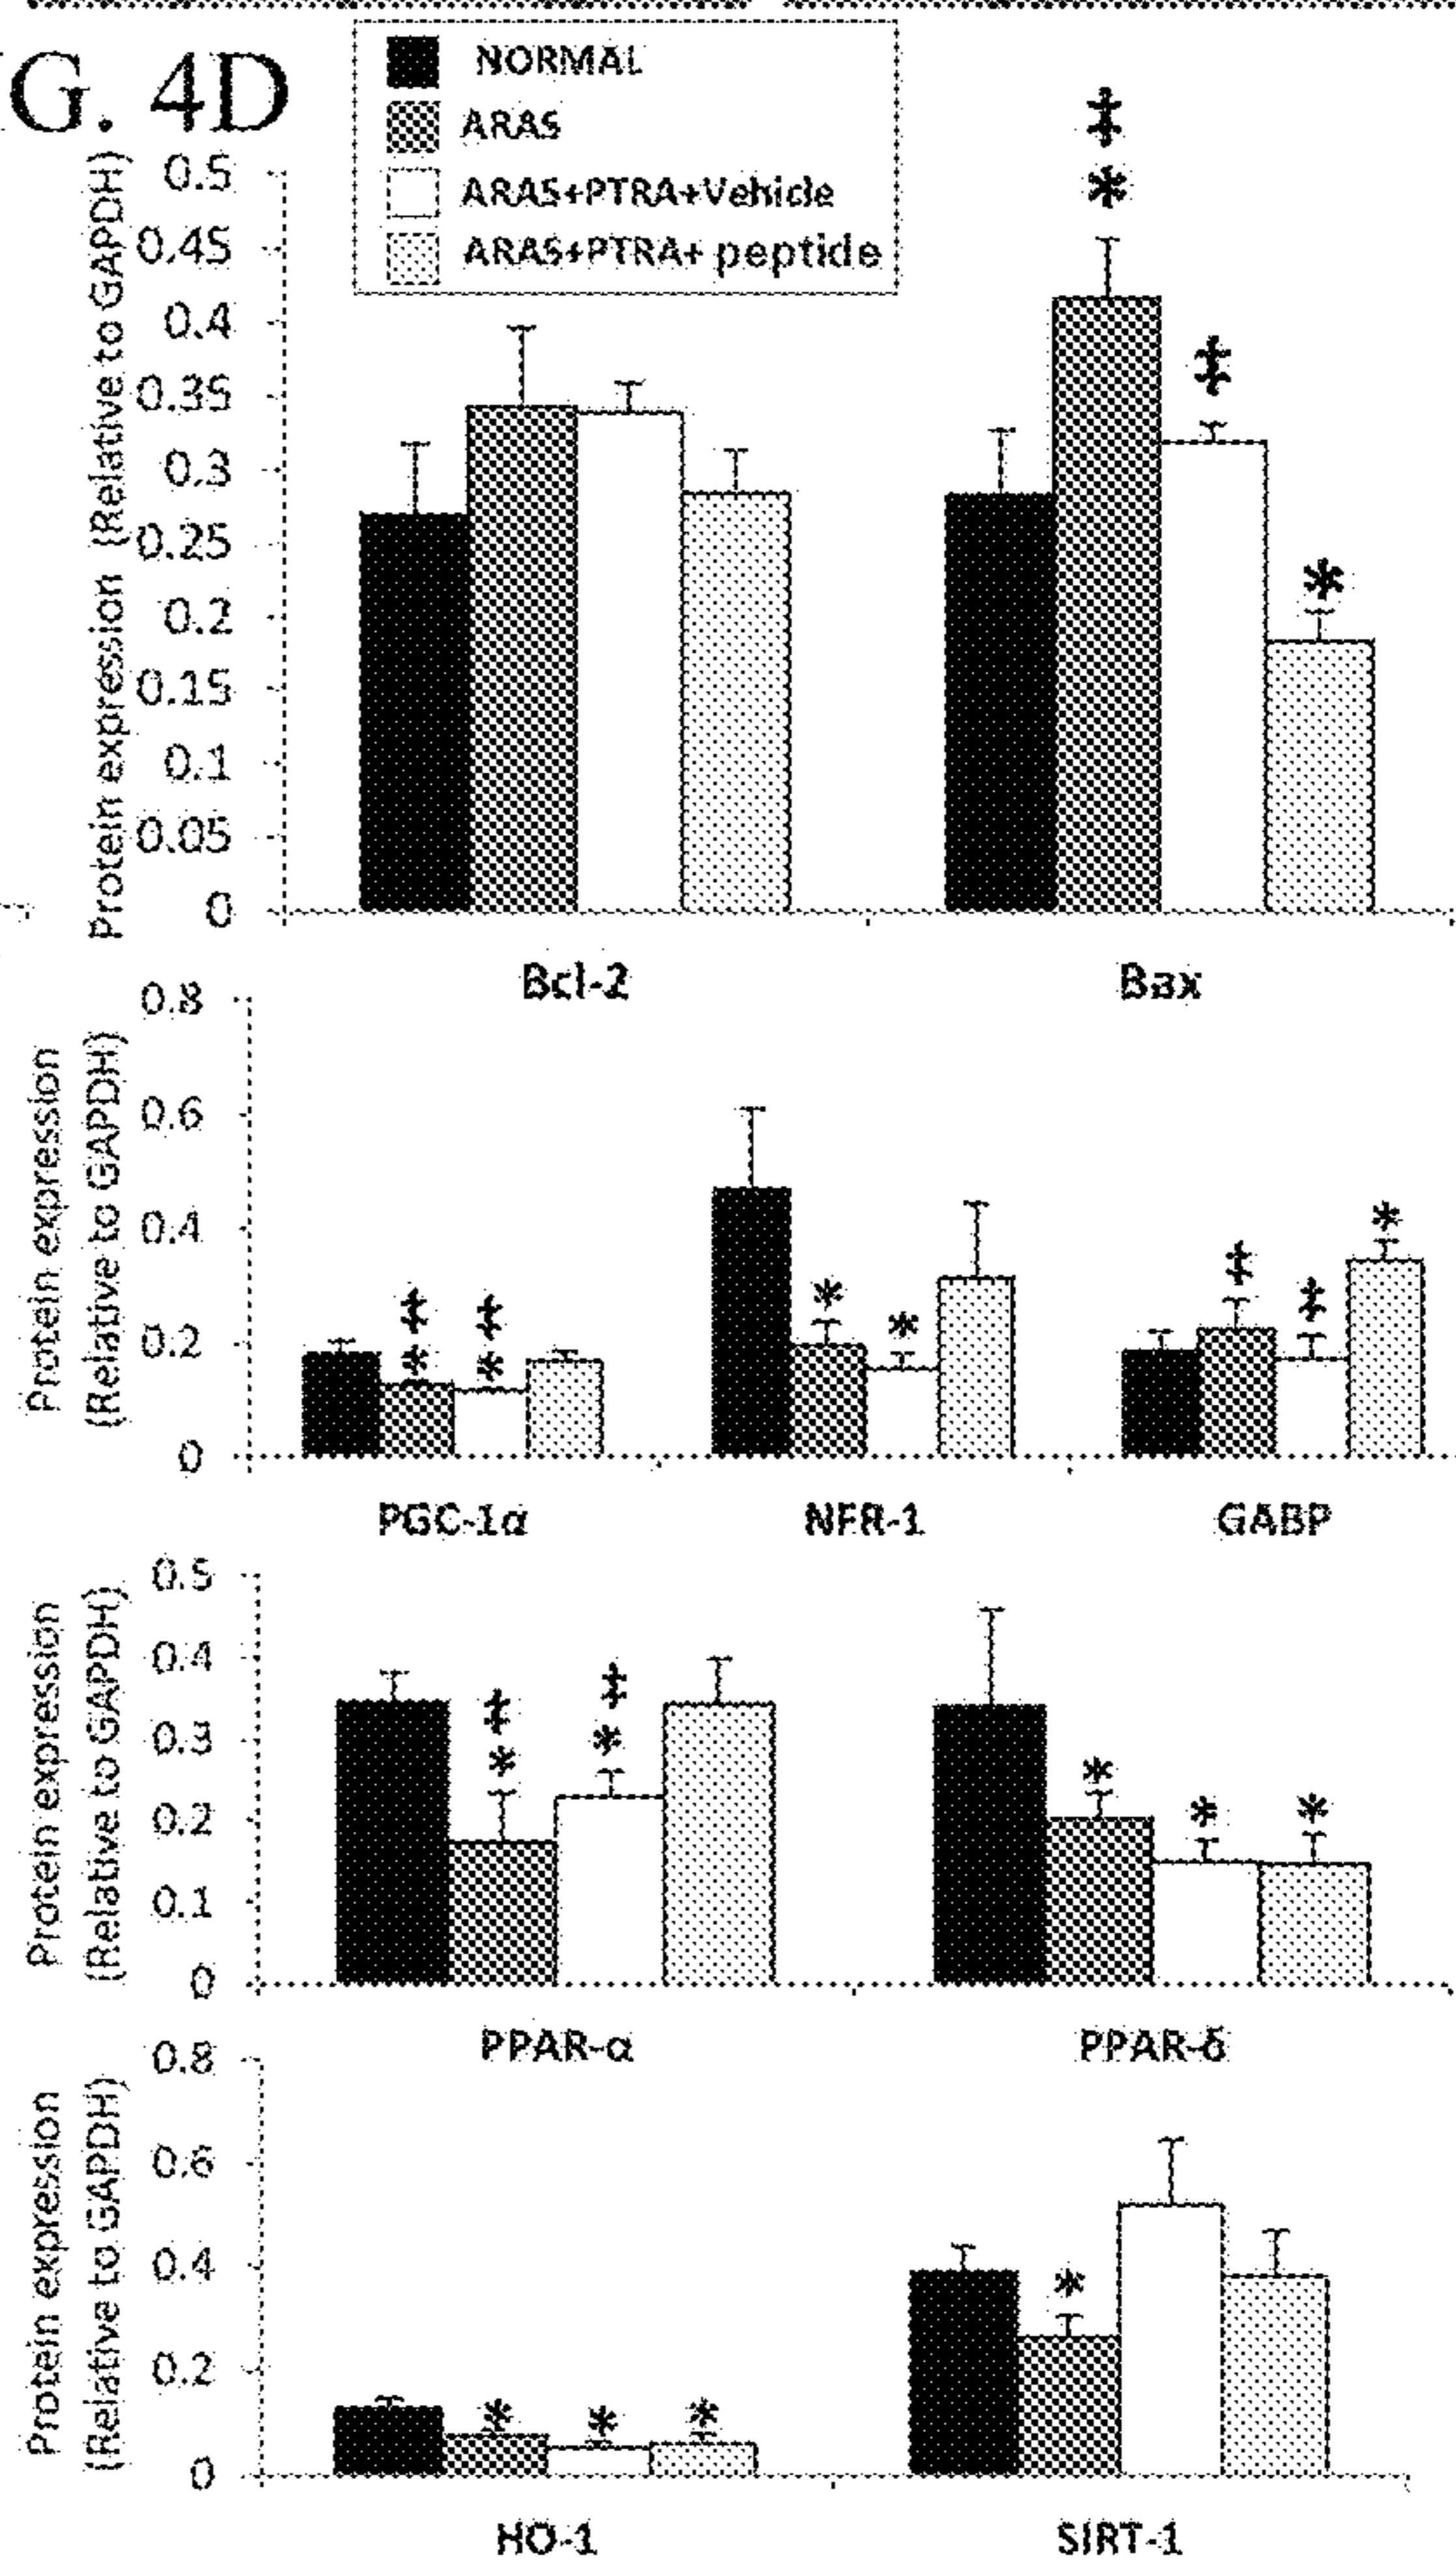 G. 4D
NORMAL
ARAS
ARAS+PTRA+Vehicle
ARAS+PTRA+ peptide
Protein expression (Relative to GAPDH)
0.5
0.45
0.4
0.35
0.3
0.25
0.2
0.15
0.1
0.05
0
‡
*
‡
*
Bcl-2 Bax
Protein expression
(Relative to GAPDH)
0.8
0.6
0.4
0.2
0
‡ ‡
* *
* *
‡ ‡ *
PGC-1α NFR-1 GABP
Protein expression
(Relative to GAPDH)
0.5
0.4
0.3
0.2
0.1
0
‡ ‡
* *
* * *
PPAR-α PPAR-δ
Protein expression
(Relative to GAPDH)
0.8
0.6
0.4
0.2
0
* * *
*
HO-1 SIRT-1